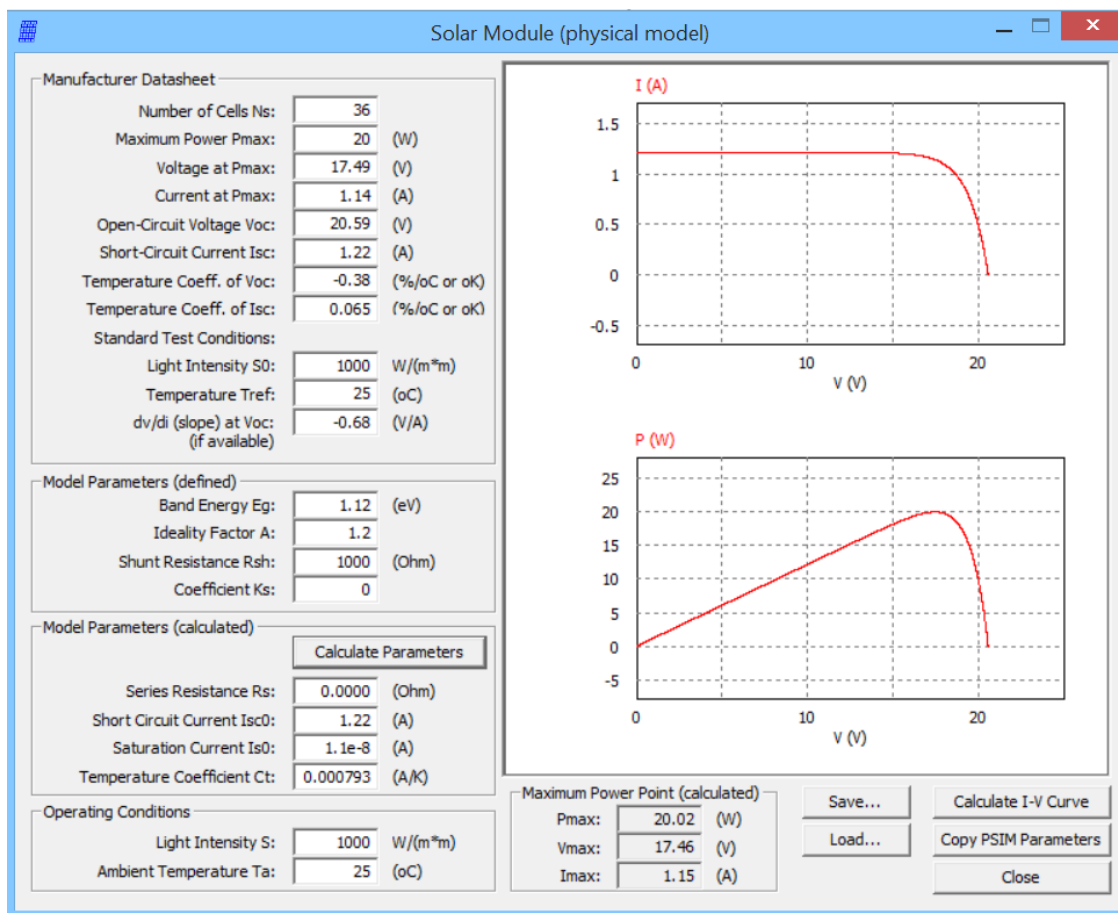 Solar Module (physical model)
Manufacturer Datasheet
Number of Cells Ns: 36
Maximum Power Pmax: 20 (W)
Voltage at Pmax: 17.49 (V)
Current at Pmax: 1.14 (A)
Open-Circuit Voltage Voc: 20.59 (V)
Short-Circuit Current Isc: 1.22 (A)
Temperature Coeff. of Voc: -0.38 (%/oC or oK)
Temperature Coeff. of Isc: 0.065 (%/oC or oK)
Standard Test Conditions:
Light Intensity S0: 1000 W/(m*m)
Temperature Tref: 25 (oC)
dv/di (slope) at Voc: -0.68 (V/A)
(if available)
Model Parameters (defined)
Band Energy Eg: 1.12 (eV)
Ideality Factor A: 1.2
Shunt Resistance Rsh: 1000 (Ohm)
Coefficient Ks: 0
Model Parameters (calculated)
Calculate Parameters
Series Resistance Rs: 0.0000 (Ohm)
Short Circuit Current Isc0: 1.22 (A)
Saturation Current Is0: 1.1e-8 (A)
Temperature Coefficient Ct: 0.000793 (A/K)
Operating Conditions
Light Intensity S: 1000 W/(m*m)
Ambient Temperature Ta: 25 (oC)
I (A)
1.5
1
0.5
0
-0.5
0 10 20
V (V)
P (W)
25
20
15
10
5
0
-5
0 10 20
V (V)
Maximum Power Point (calculated)
Pmax: 20.02 (W)
Vmax: 17.46 (V)
Imax: 1.15 (A)
Save...
Load...
Calculate I-V Curve
Copy PSIM Parameters
Close